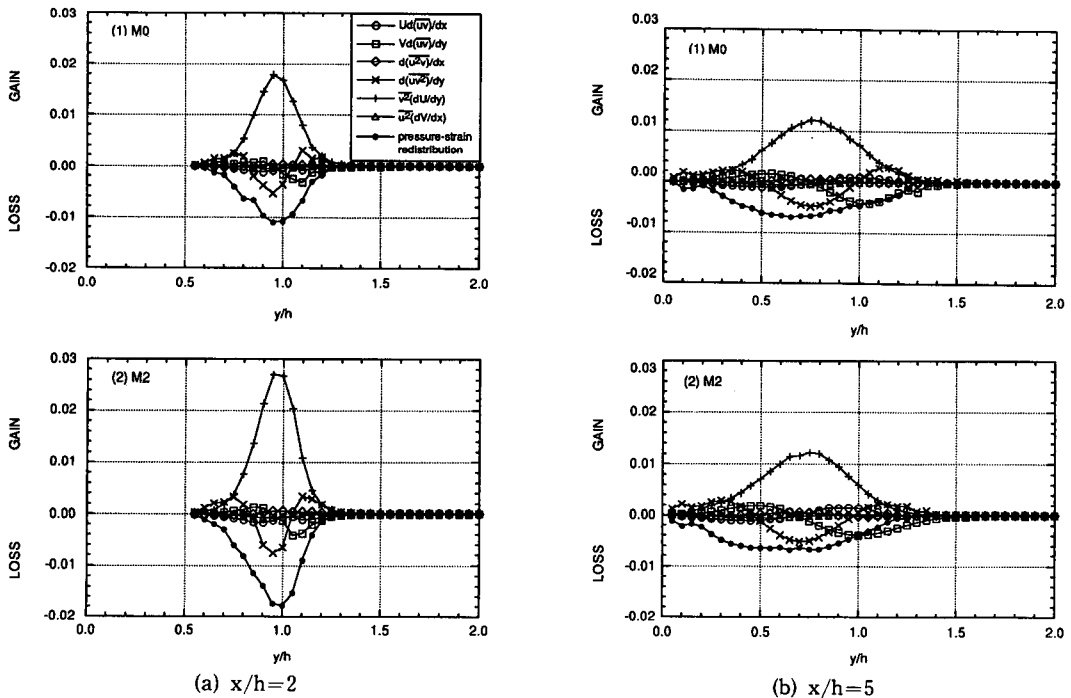 (1) M0
Ud(u̅v̅)/dx
Vd(u̅v̅)/dy
d(u̅²̅v̅)/dx
d(u̅v̅²̅)/dy
v̅²̅(dU/dy)
u̅²̅(dV/dx)
pressure-strain
redistribution
GAIN
LOSS
0.03
0.02
0.01
0.00
-0.01
-0.02
0.0 0.5 1.0 1.5 2.0
y/h
(1) M0
GAIN
LOSS
0.03
0.02
0.01
0.00
-0.01
-0.02
0.0 0.5 1.0 1.5 2.0
y/h
(2) M2
GAIN
LOSS
0.03
0.02
0.01
0.00
-0.01
-0.02
0.0 0.5 1.0 1.5 2.0
y/h
(a) x/h=2
(2) M2
GAIN
LOSS
0.03
0.02
0.01
0.00
-0.01
-0.02
0.0 0.5 1.0 1.5 2.0
y/h
(b) x/h=5